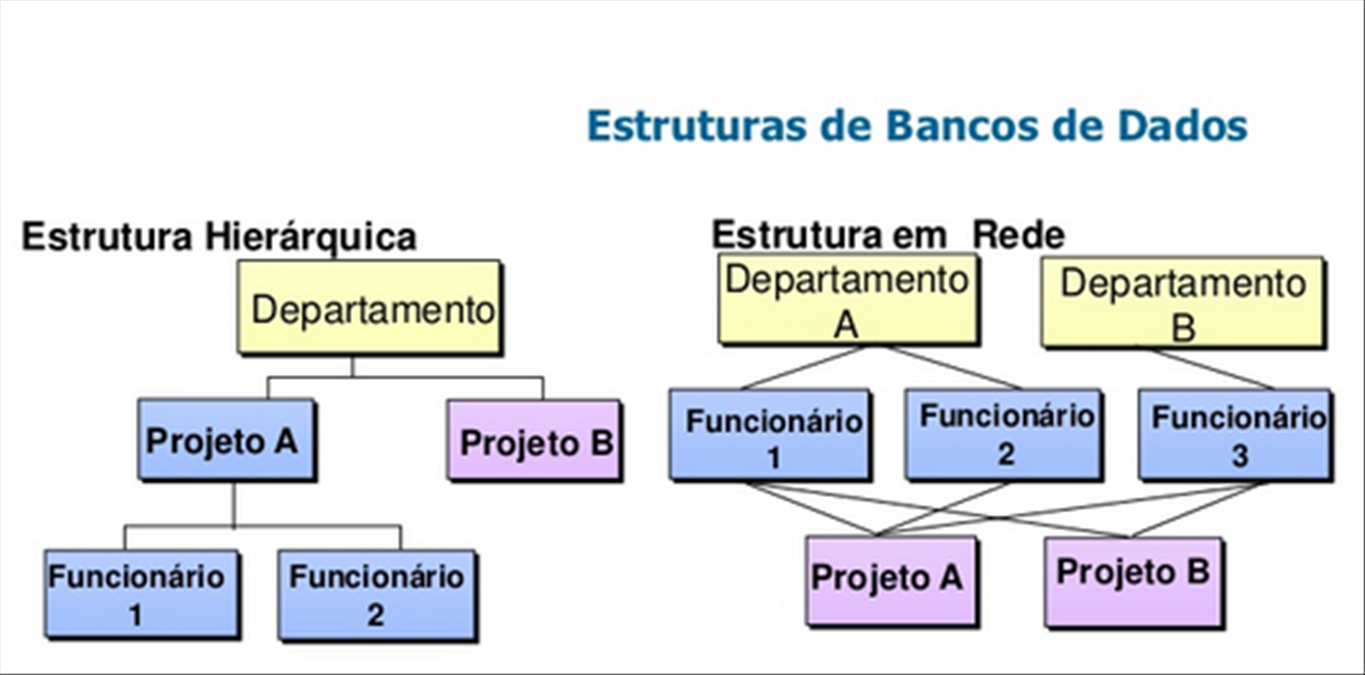 Estruturas de Bancos de Dados
Estrutura Hierárquica
Departamento
Projeto A
Projeto B
Funcionário
1
Funcionário
2
Estrutura em Rede
Departamento
A
Departamento
B
Funcionário
1
Funcionário
2
Funcionário
3
Projeto A
Projeto B